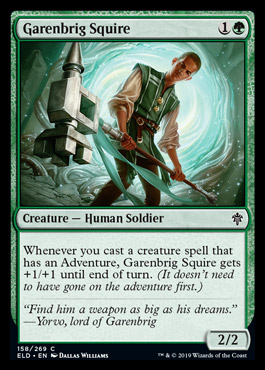 Garenbrig Squire 1
Creature — Human Soldier
Whenever you cast a creature spell that
has an Adventure, Garenbrig Squire gets
+1/+1 until end of turn. (It doesn't need
to have gone on the adventure first.)
"Find him a weapon as big as his dreams."
—Yorvo, lord of Garenbrig
2/2
158/269 C
ELD • EN Dallas Williams
™ & © 2019 Wizards of the Coast